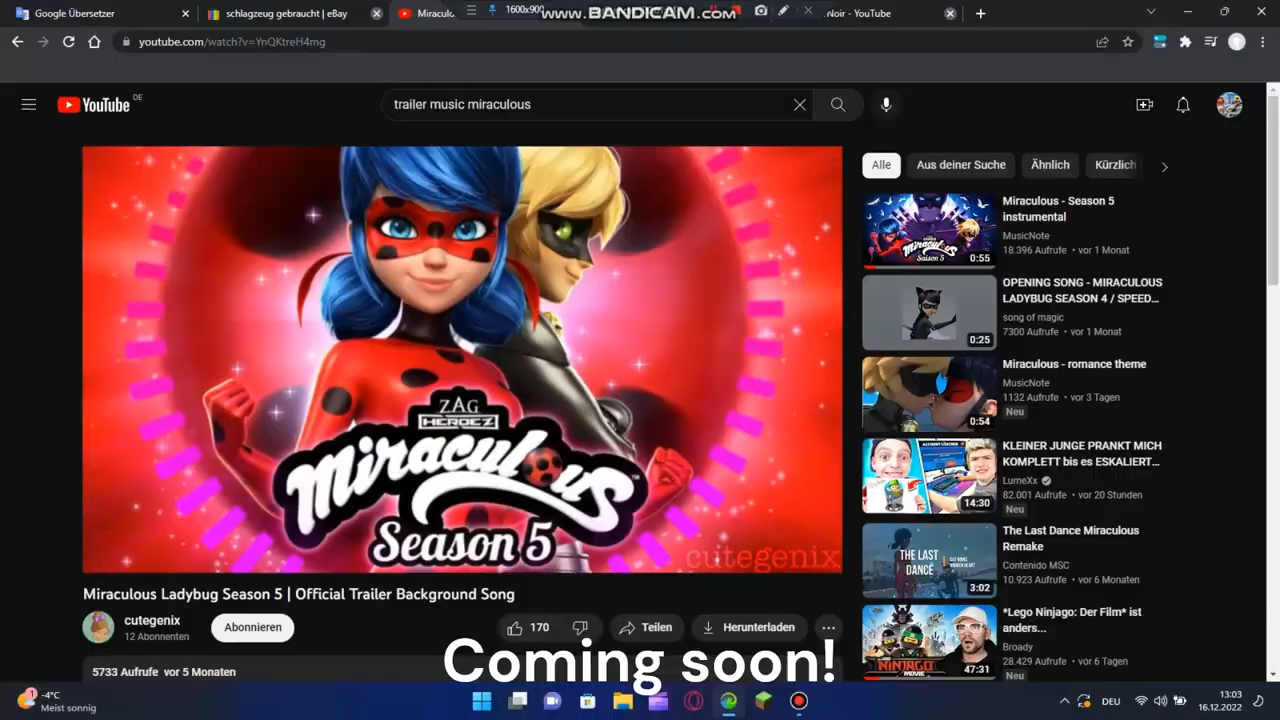 Google Übersetzer
schlagzeug gebraucht | eBay
Miraculo
1600x900
www.BANDICAM.com
Noir - YouTube
youtube.com/watch?v=YnQKtreH4mg
YouTube DE
trailer music miraculous
ZAG
HEROEZ
Miraculous
Season 5
cutegenix
Miraculous Ladybug Season 5 | Official Trailer Background Song
cutegenix
12 Abonnenten
Abonnieren
170
Teilen
Herunterladen
5733 Aufrufe vor 5 Monaten
Coming soon!
Alle
Aus deiner Suche
Ähnlich
Kürzlich
Miraculous
Season 5
0:55
Miraculous - Season 5
instrumental
MusicNote
18.396 Aufrufe • vor 1 Monat
0:25
OPENING SONG - MIRACULOUS
LADYBUG SEASON 4 / SPEED...
song of magic
7300 Aufrufe • vor 1 Monat
0:54
Miraculous - romance theme
MusicNote
1132 Aufrufe • vor 3 Tagen
Neu
14:30
KLEINER JUNGE PRANKT MICH
KOMPLETT bis es ESKALIERT...
LumeXx
82.001 Aufrufe • vor 20 Stunden
Neu
THE LAST
DANCE
3:02
The Last Dance Miraculous
Remake
Contenido MSC
10.923 Aufrufe • vor 6 Monaten
NINJAGO
MOVIE
47:31
*Lego Ninjago: Der Film* ist
anders...
Broady
28.429 Aufrufe • vor 6 Tagen
Neu
1
-4°C
Meist sonnig
DEU
13:03
16.12.2022